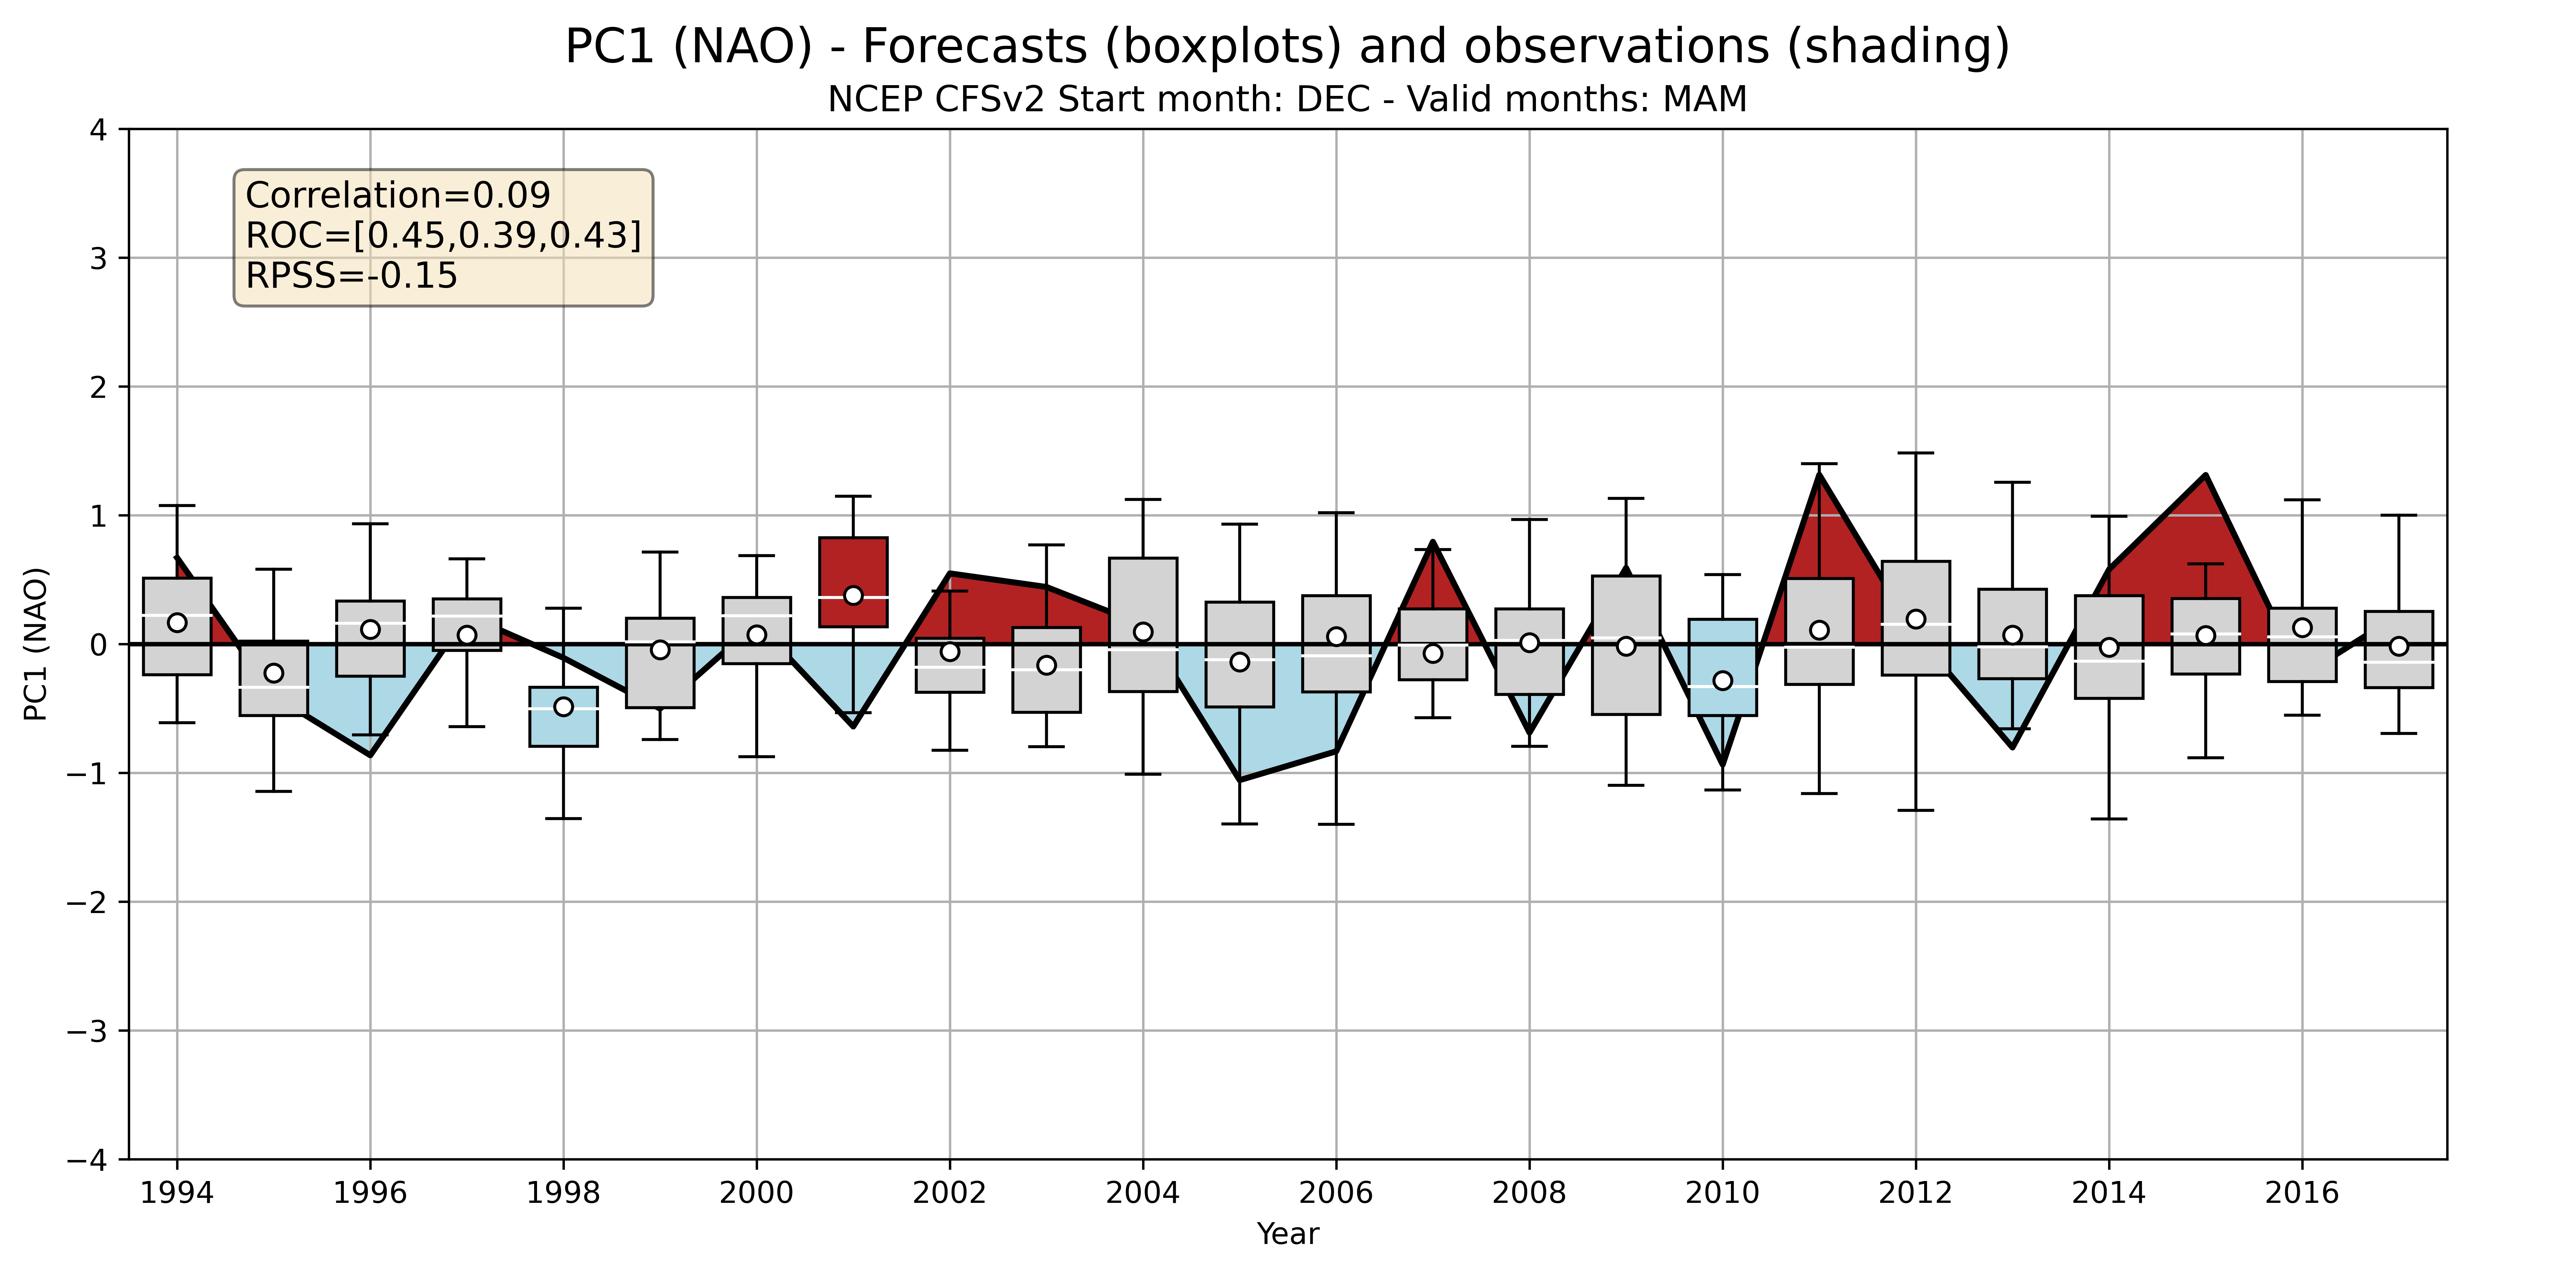 PC1 (NAO) - Forecasts (boxplots) and observations (shading)
NCEP CFSv2 Start month: DEC - Valid months: MAM
Correlation=0.09
ROC=[0.45,0.39,0.43]
RPSS=-0.15
PC1 (NAO)
4
3
2
1
0
−1
−2
−3
−4
1994 1996 1998 2000 2002 2004 2006 2008 2010 2012 2014 2016
Year